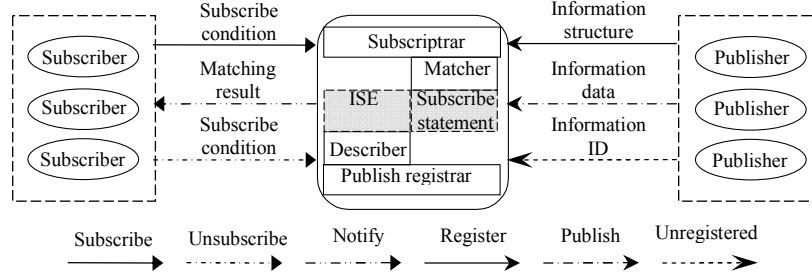 Subscribe
condition
Subscriber
Matching
result
Subscriber
Subscribe
condition
Subscriber
Subscriptrar
Matcher
ISE
Subscribe
statement
Describer
Publish registrar
Information
structure
Publisher
Information
data
Publisher
Information
ID
Publisher
Subscribe
Unsubscribe
Notify
Register
Publish
Unregistered